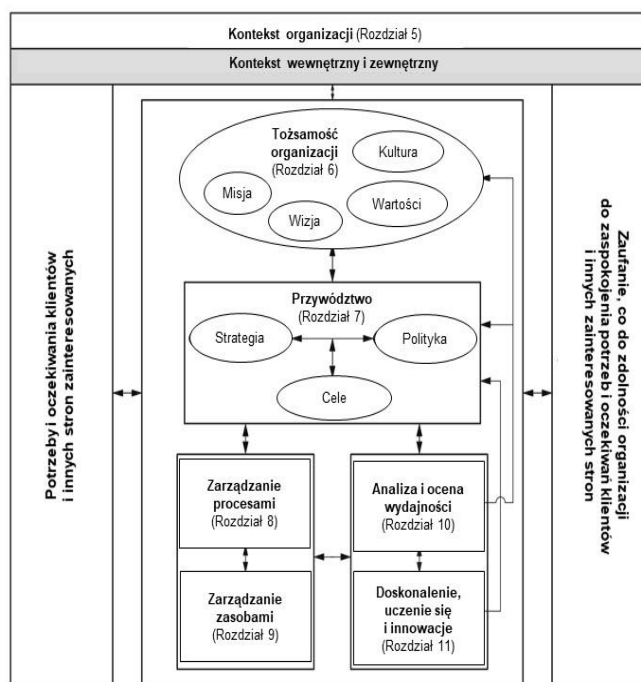 Kontekst organizacji (Rozdział 5)
Kontekst wewnętrzny i zewnętrzny
Potrzeby i oczekiwania klientów
i innych stron zainteresowanych
Tożsamość
organizacji
(Rozdział 6)
Kultura
Misja
Wartości
Wizja
Przywództwo
(Rozdział 7)
Strategia
Polityka
Cele
Zarządzanie
procesami
(Rozdział 8)
Analiza i ocena
wydajności
(Rozdział 10)
Zarządzanie
zasobami
(Rozdział 9)
Doskonalenie,
uczenie się
i innowacje
(Rozdział 11)
Zaufanie, co do zdolności organizacji
do zaspokojenia potrzeb i oczekiwań klientów
i innych zainteresowanych stron